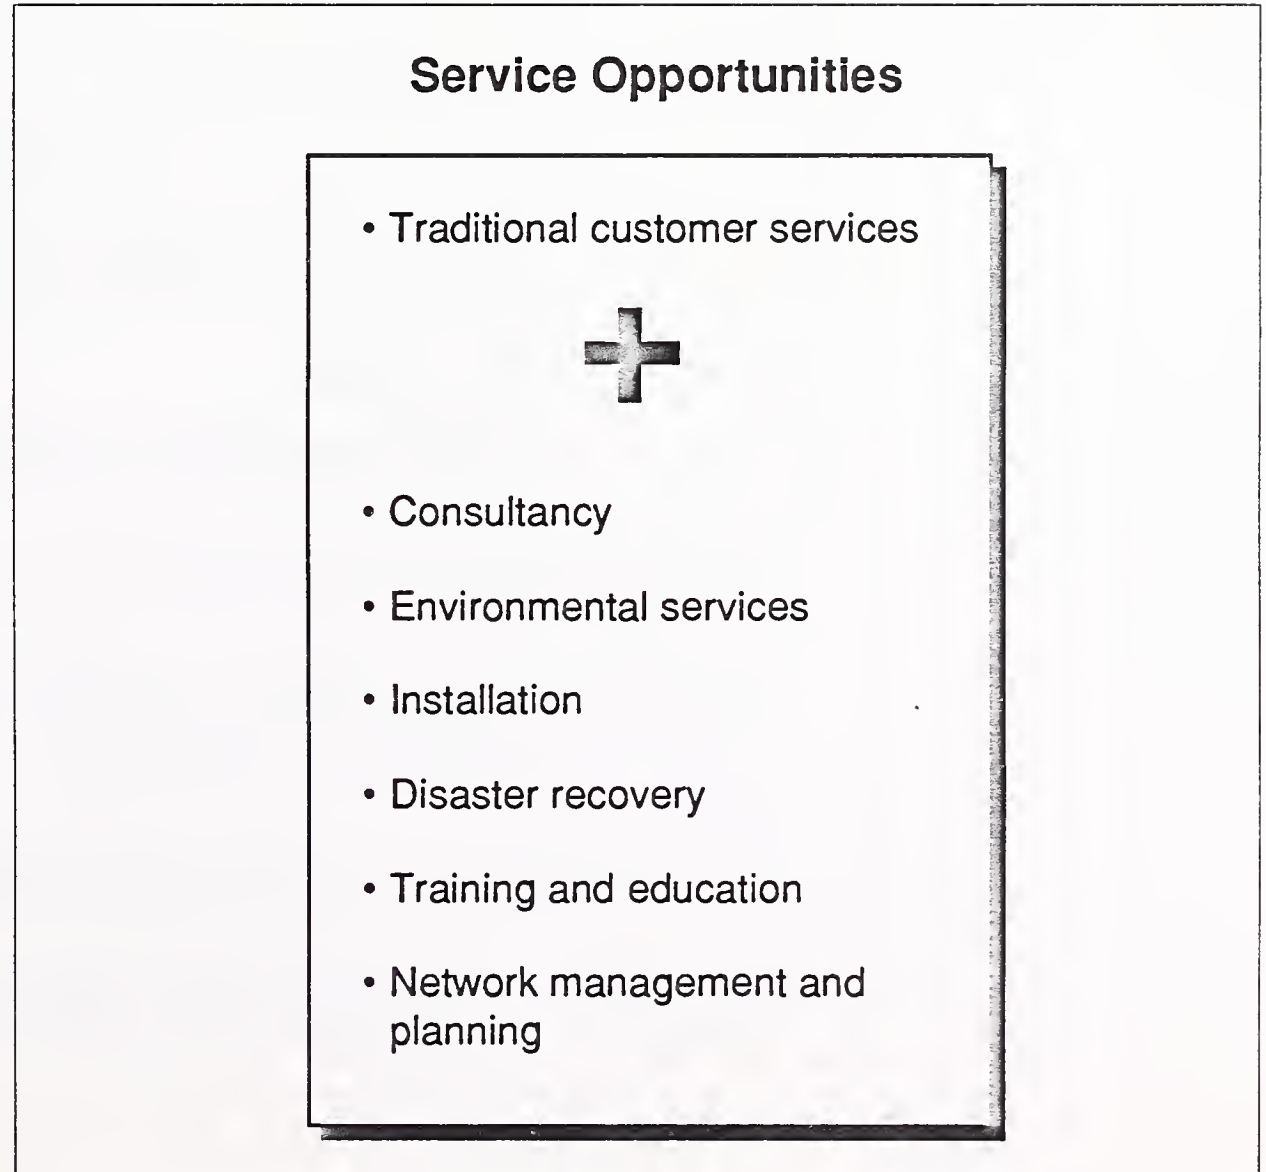 Service Opportunities
• Traditional customer services
+
• Consultancy
• Environmental services
• Installation
• Disaster recovery
• Training and education
• Network management and
planning